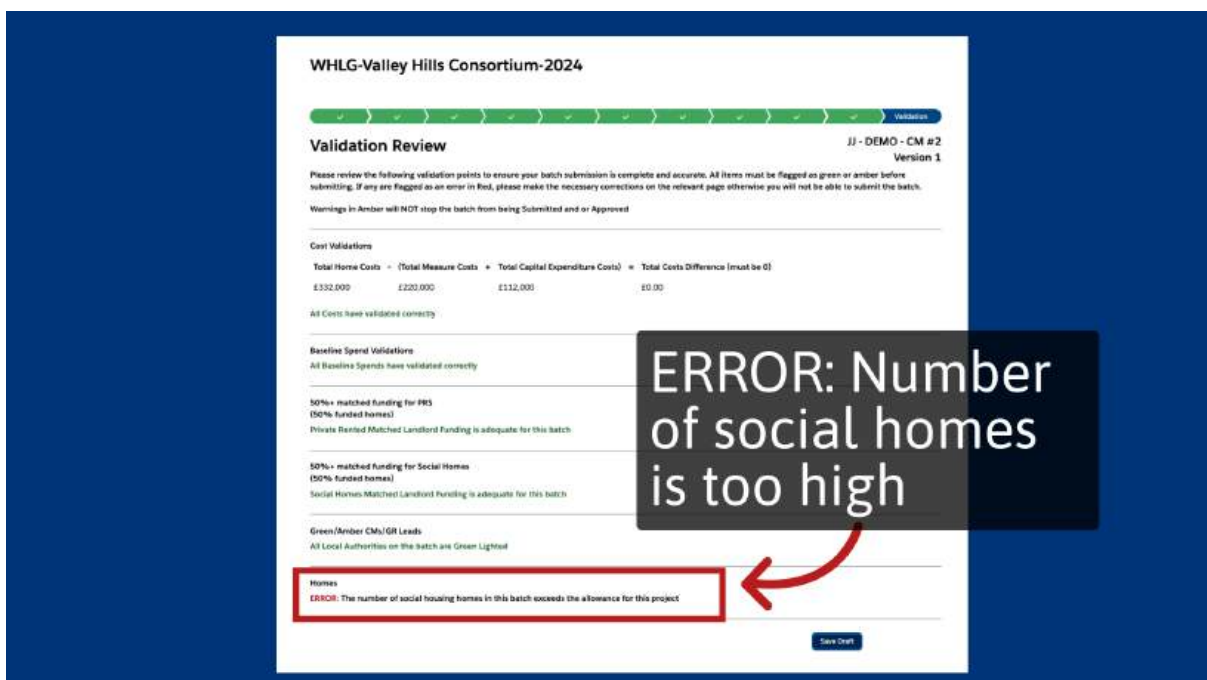 WHLG-Valley Hills Consortium-2024
Validation
Validation Review
JJ - DEMO - CM #2
Version 1
Please review the following validation points to ensure your batch submission is complete and accurate. All items must be flagged as green or amber before
submitting. If any are flagged as an error in Red, please make the necessary corrections on the relevant page otherwise you will not be able to submit the batch.
Warnings in Amber will NOT stop the batch from being Submitted and or Approved
Cost Validations
Total Home Costs - (Total Measure Costs + Total Capital Expenditure Costs) = Total Costs Difference (must be 0)
£332,000 £220,000 £112,000 £0.00
All Costs have validated correctly
Baseline Spend Validations
All Baseline Spends have validated correctly
50%+ matched funding for PRS
(50% funded homes)
Private Rented Matched Landlord Funding is adequate for this batch
50%+ matched funding for Social Homes
(50% funded homes)
Social Homes Matched Landlord Funding is adequate for this batch
Green/Amber CMs/GR Leads
All Local Authorities on the batch are Green Lighted
Homes
ERROR: The number of social housing homes in this batch exceeds the allowance for this project
Save Draft
ERROR: Number
of social homes
is too high